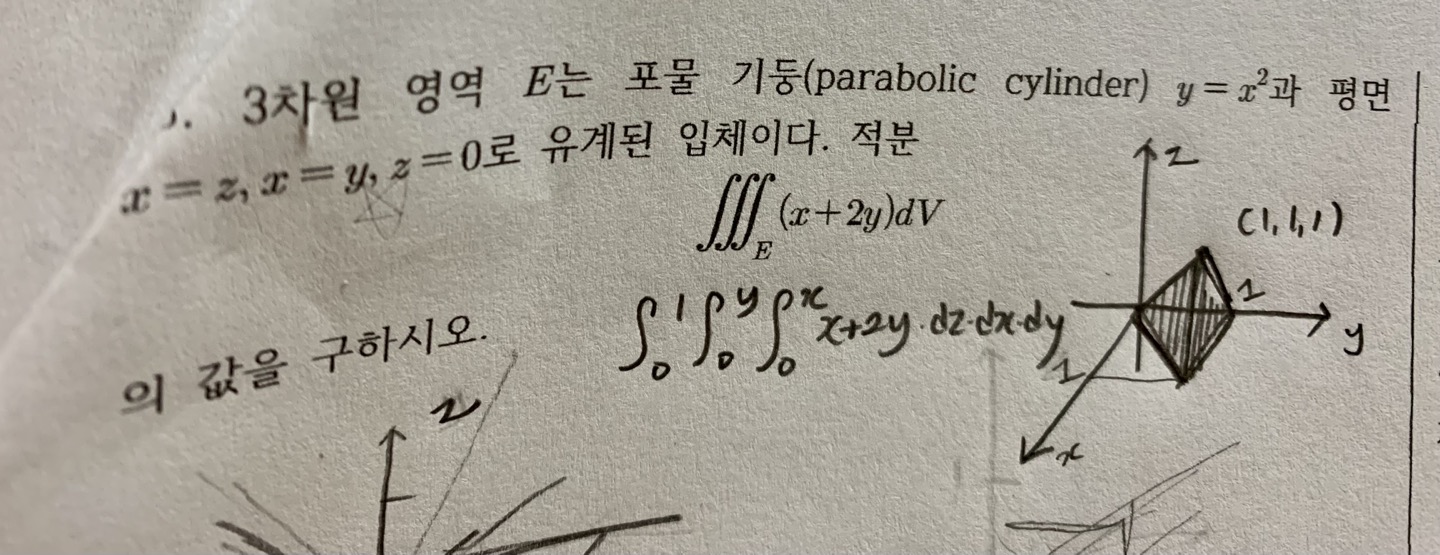 3차원 영역 E는 포물 기둥(parabolic cylinder) y = x²과 평면
x = z, x = y, z = 0로 유계된 입체이다. 적분
∭_E (x+2y)dV
의 값을 구하시오.
∫₀¹∫₀ʸ∫₀ˣ x+2y·dz·dx·dy
z
(1,1,1)
1
y
1
x
z